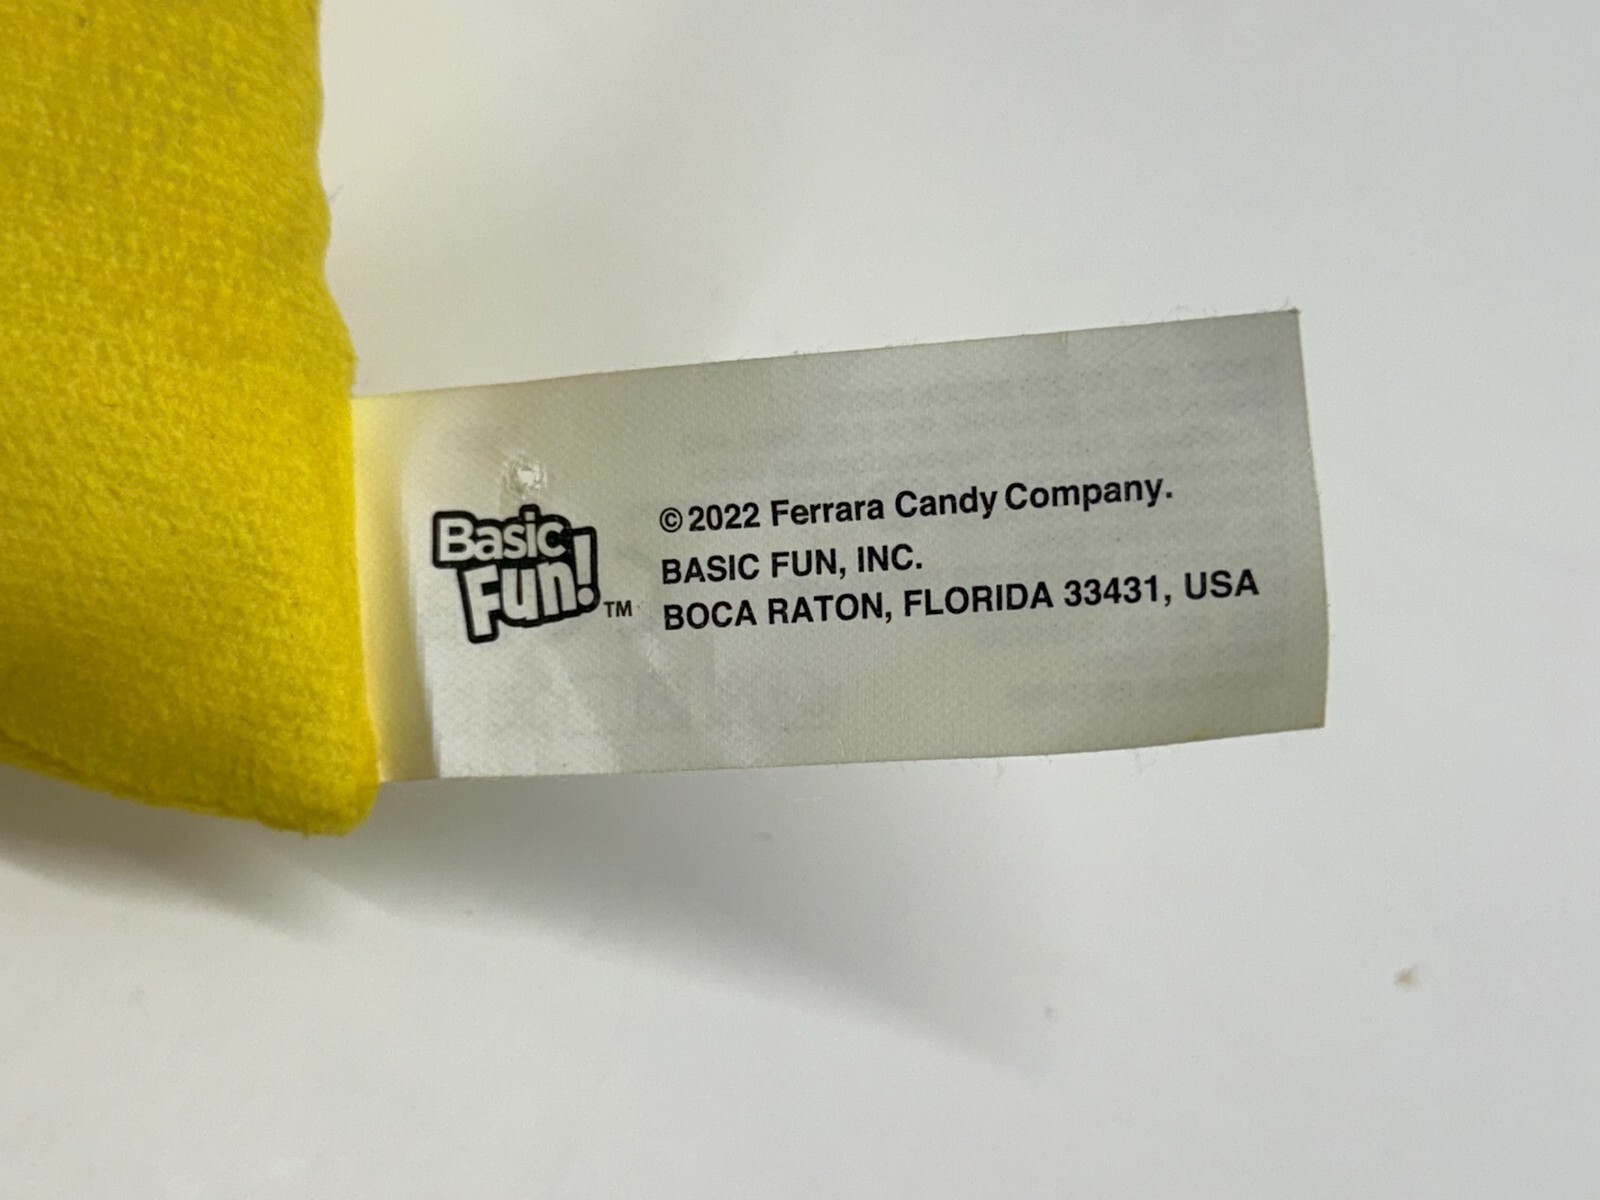 Basic
Fun!™
©2022 Ferrara Candy Company.
BASIC FUN, INC.
BOCA RATON, FLORIDA 33431, USA